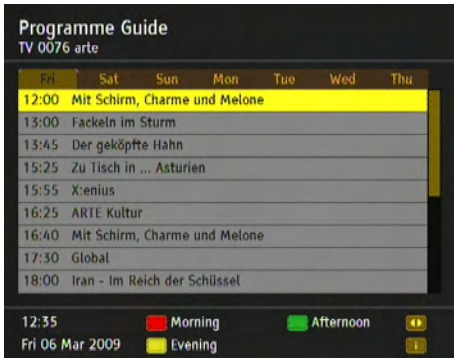 Programme Guide
TV 0076 arte
Fri Sat Sun Mon Tue Wed Thu
12:00 Mit Schirm, Charme und Melone
13:00 Fackeln im Sturm
13:45 Der geköpfte Hahn
15:25 Zu Tisch in ... Asturien
15:55 X:enius
16:25 ARTE Kultur
16:40 Mit Schirm, Charme und Melone
17:30 Global
18:00 Iran - Im Reich der Schüssel
12:35 Morning Afternoon
Fri 06 Mar 2009 Evening i